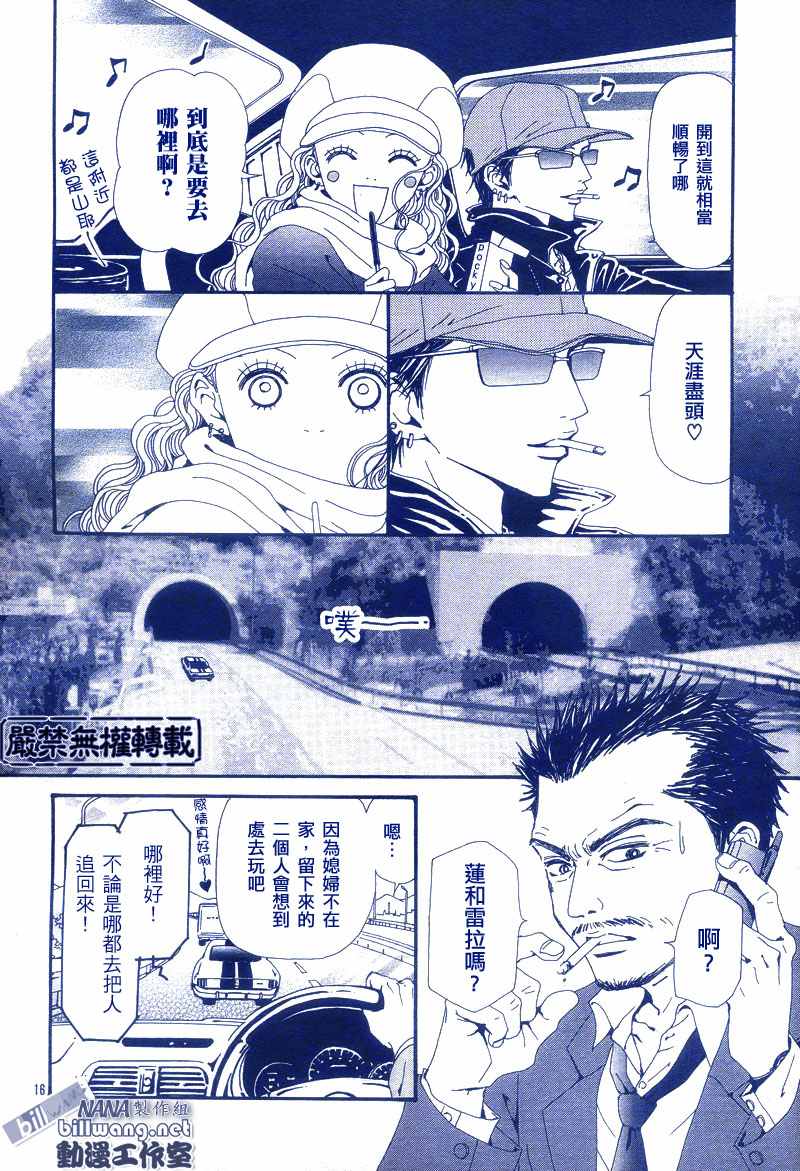 開到這就相當
順暢了哪
到底是要去
哪裡啊?
這附近
都是山耶
pocky
天涯盡頭♡
噗——
嚴禁無權轉載
啊?
蓮和雷拉嗎?
嗯…
因為媳婦不在
家,留下來的
二個人會想到
處去玩吧
感情真好啊~♥
哪裡好!
不論是哪都去把人
追回來!
16
billwang
NANA製作組
billwang.net
動漫工作室